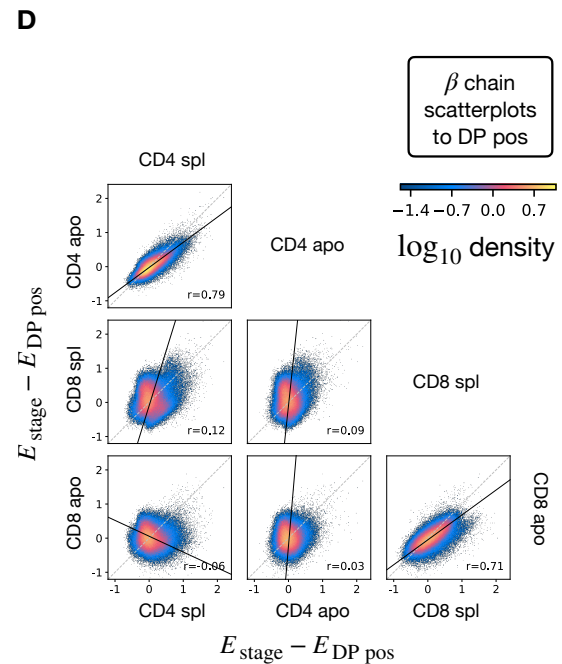 D
β chain
scatterplots
to DP pos
CD4 spl
−1.4 −0.7 0.0 0.7
log10 density
CD4 apo
2
1
0
-1
r=0.79
CD4 apo
CD8 spl
2
1
0
-1
r=0.12
r=0.09
CD8 spl
E stage − E DP pos
CD8 apo
2
1
0
-1
r=-0.06
r=0.03
r=0.71
CD8 apo
-1 0 1 2 -1 0 1 2 -1 0 1 2
CD4 spl CD4 apo CD8 spl
E stage − E DP pos